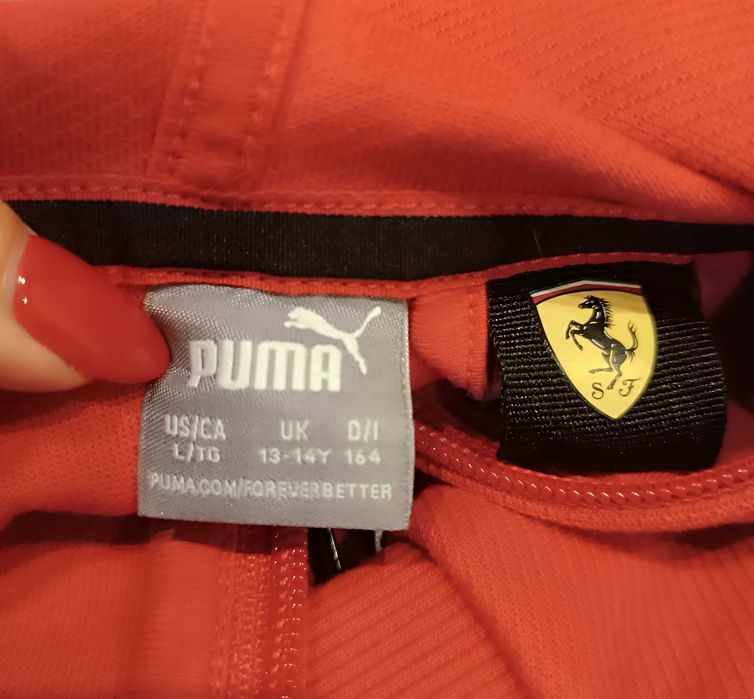 PUMA
US/CA UK D/I
L/TG 13-14Y 164
PUMA.COM/FOREVERBETTER
S F